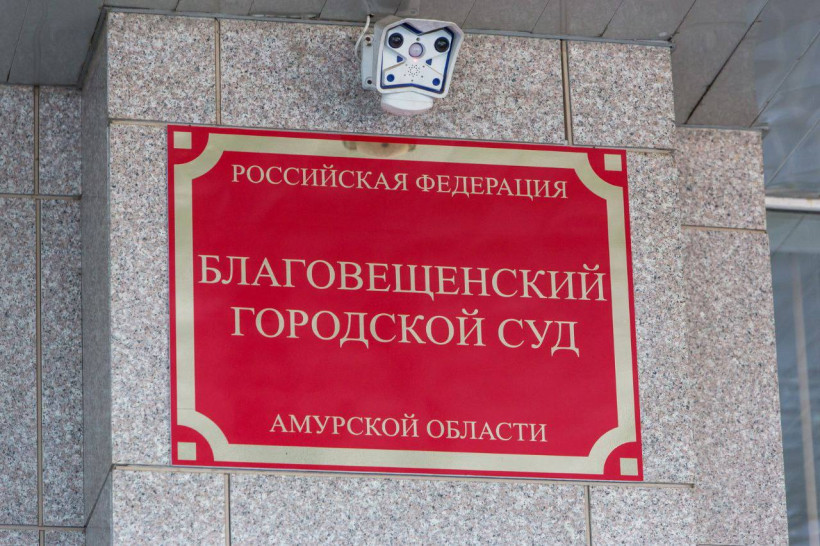 РОССИЙСКАЯ ФЕДЕРАЦИЯ
БЛАГОВЕЩЕНСКИЙ
ГОРОДСКОЙ СУД
АМУРСКОЙ ОБЛАСТИ